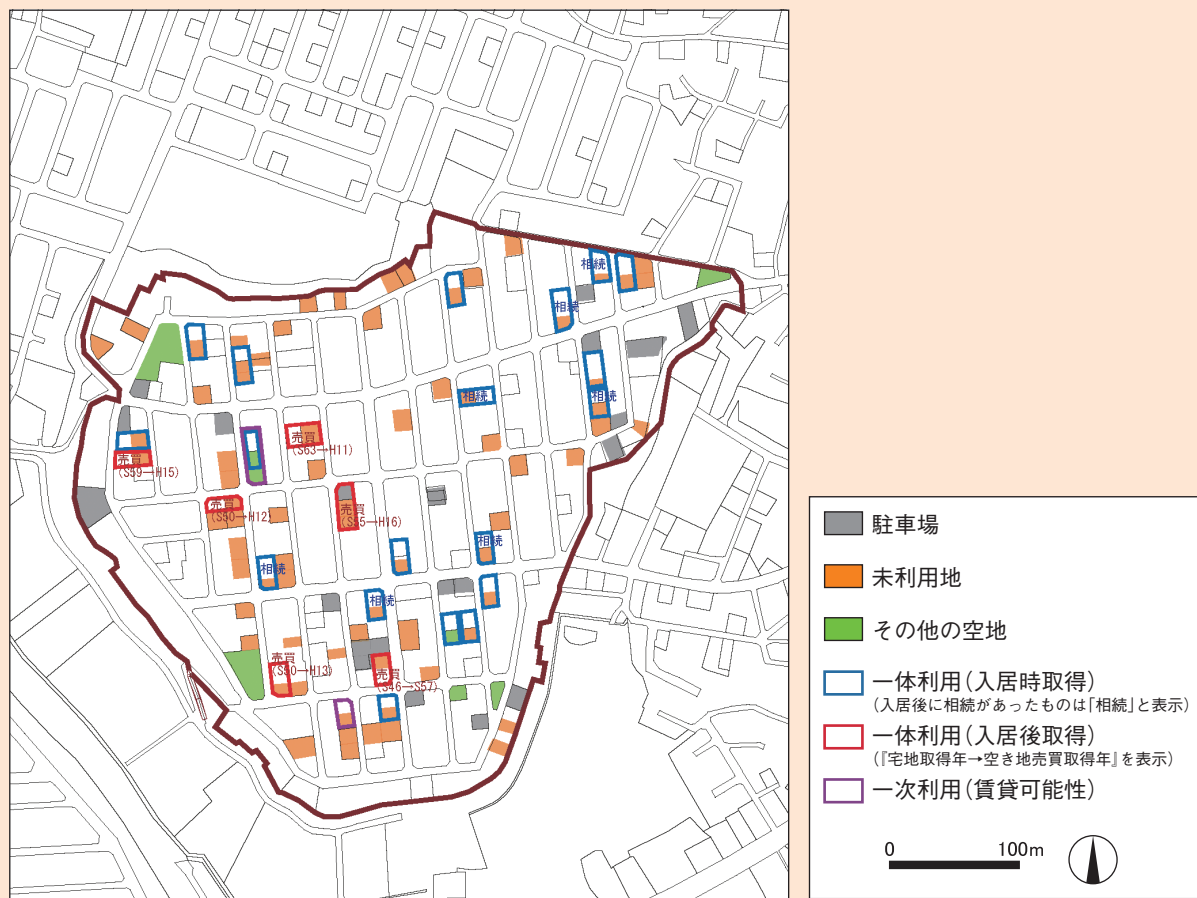 相続
相続
相続
相続
売買
(S63→H11)
売買
(S59→H15)
売買
(S50→H12)
売買
(S55→H16)
相続
相続
相続
売買
(S50→H13)
売買
(S46→S57)
駐車場
未利用地
その他の空地
一体利用(入居時取得)
(入居後に相続があったものは「相続」と表示)
一体利用(入居後取得)
(『宅地取得年→空き地売買取得年』を表示)
一次利用(賃貸可能性)
0 100m